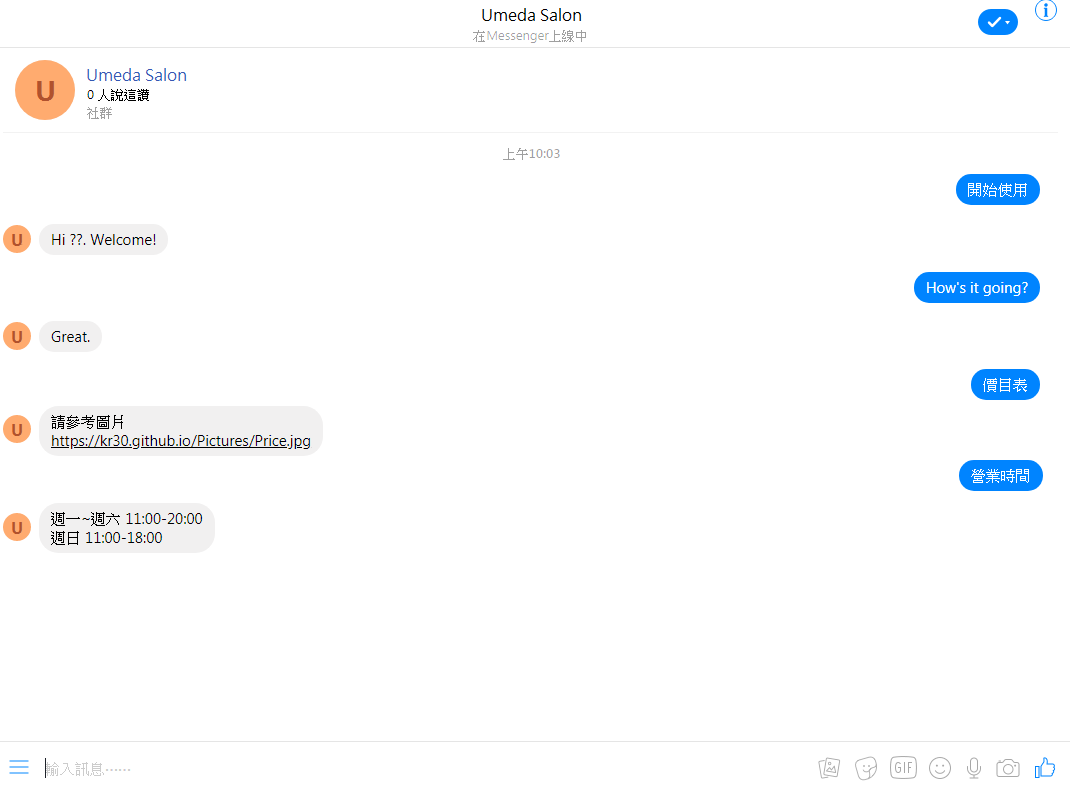 Umeda Salon
在Messenger上線中
U
Umeda Salon
0 人說這讚
社群
上午10:03
開始使用
U
Hi ??. Welcome!
How's it going?
U
Great.
價目表
U
請參考圖片
https://kr30.github.io/Pictures/Price.jpg
營業時間
U
週一~週六 11:00-20:00
週日 11:00-18:00
輸入訊息⋯⋯
GIF